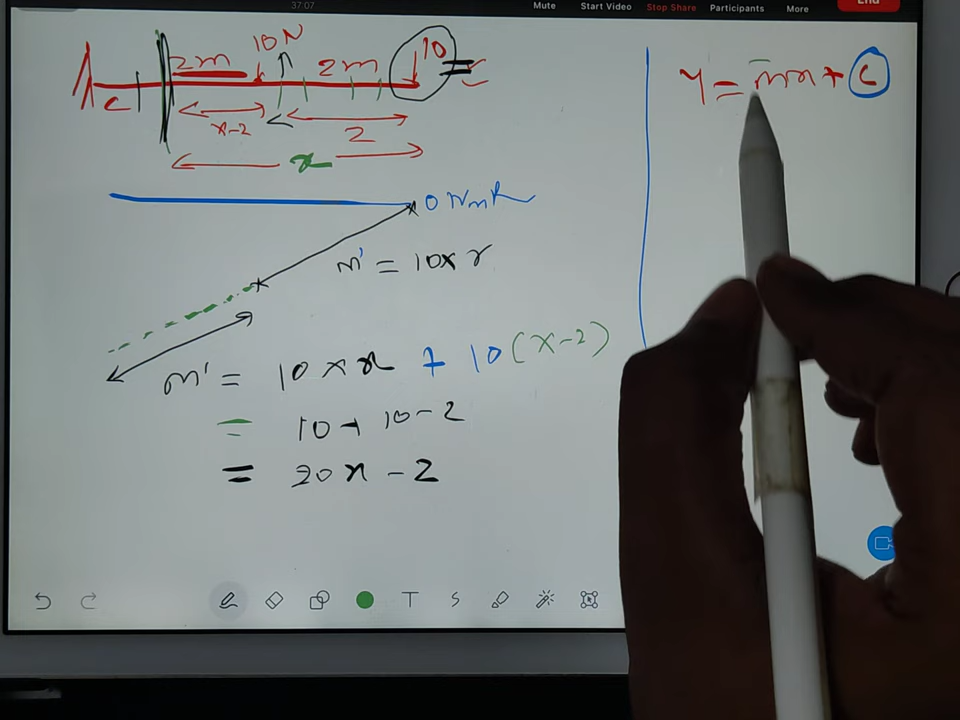 37:07 Mute Start Video Stop Share Participants More End
10N
2m 2m 10
C
x-2 2
x
0 Nm
m' = 10 x x
m' = 10 x x + 10 (x-2)
= 10 + 10 - 2
= 20x - 2
y = mx + c
T S